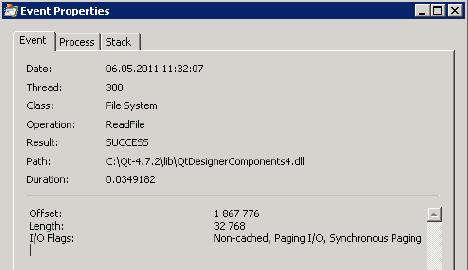 Event Properties
Event Process Stack
Date: 06.05.2011 11:32:07
Thread: 300
Class: File System
Operation: ReadFile
Result: SUCCESS
Path: C:\Qt-4.7.2\lib\QtDesignerComponents4.dll
Duration: 0.0349182
Offset: 1 867 776
Length: 32 768
I/O Flags: Non-cached, Paging I/O, Synchronous Paging